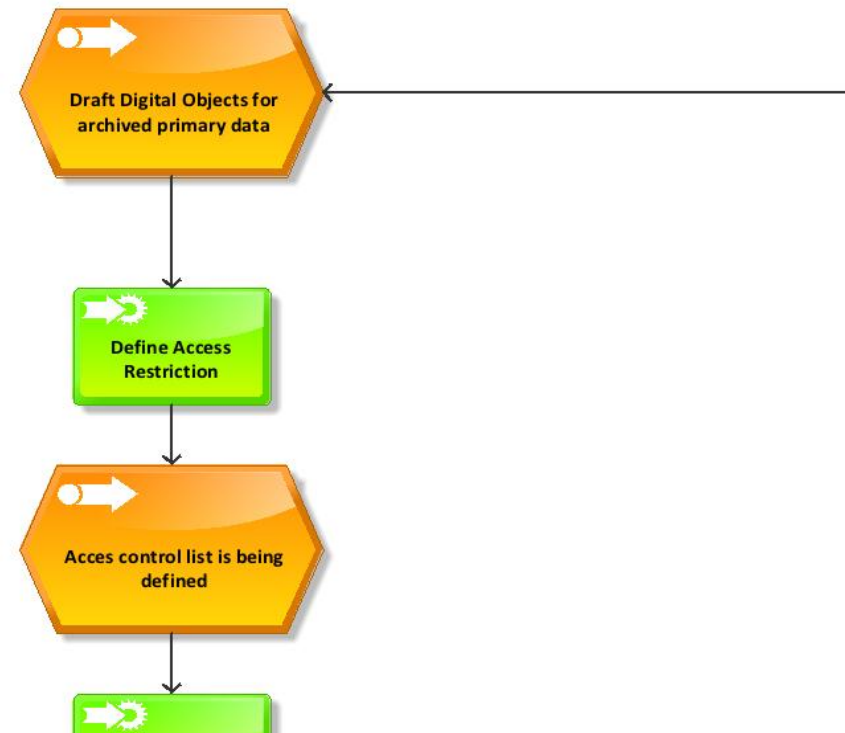 Draft Digital Objects for
archived primary data
Define Access
Restriction
Acces control list is being
defined